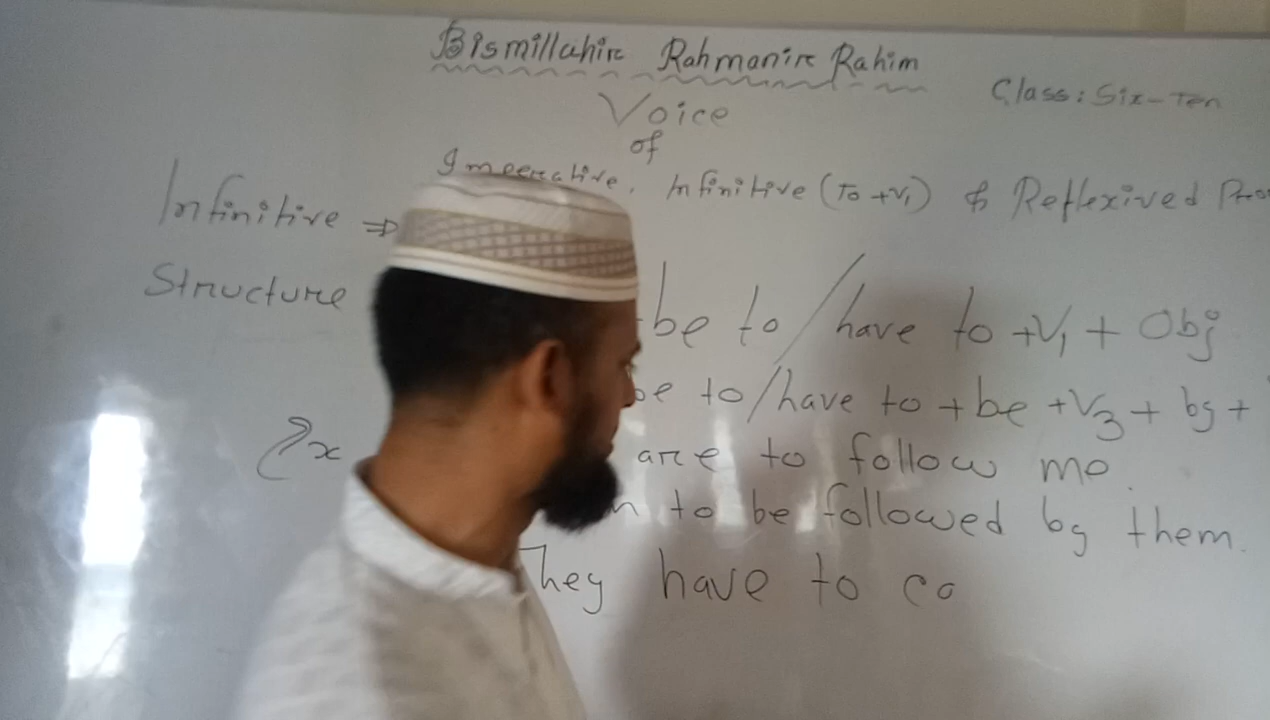 Bismillahir Rahmanir Rahim
Class: Six-Ten
Voice
of
Imperative, Infinitive (To +V1) & Reflexived
Infinitive ⇒
Structure be to/have to +V1 + Obj
to/have to + be +V3 + by +
Ex are to follow me.
to be followed by them.
They have to co